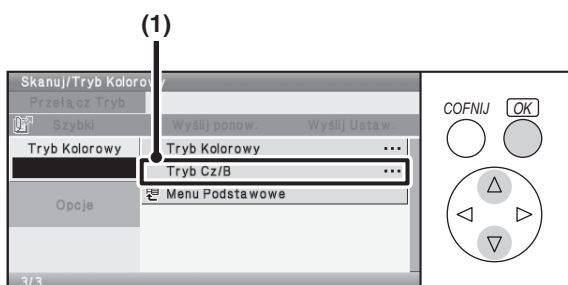 (1)
Skanuj/Tryb Kolorowy
Przełącz Tryb
Szybki Wyślij ponow. Wyślij Ustaw.
Tryb Kolorowy Tryb Kolorowy ...
Tryb Cz/B ...
Opcje Menu Podstawowe
3/3
COFNIJ OK